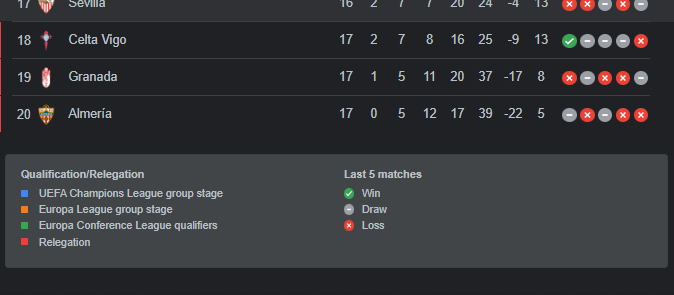 17 Sevilla 16 2 7 7 20 24 -4 13
18 Celta Vigo 17 2 7 8 16 25 -9 13
19 Granada 17 1 5 11 20 37 -17 8
20 Almería 17 0 5 12 17 39 -22 5
Qualification/Relegation Last 5 matches
UEFA Champions League group stage Win
Europa League group stage Draw
Europa Conference League qualifiers Loss
Relegation